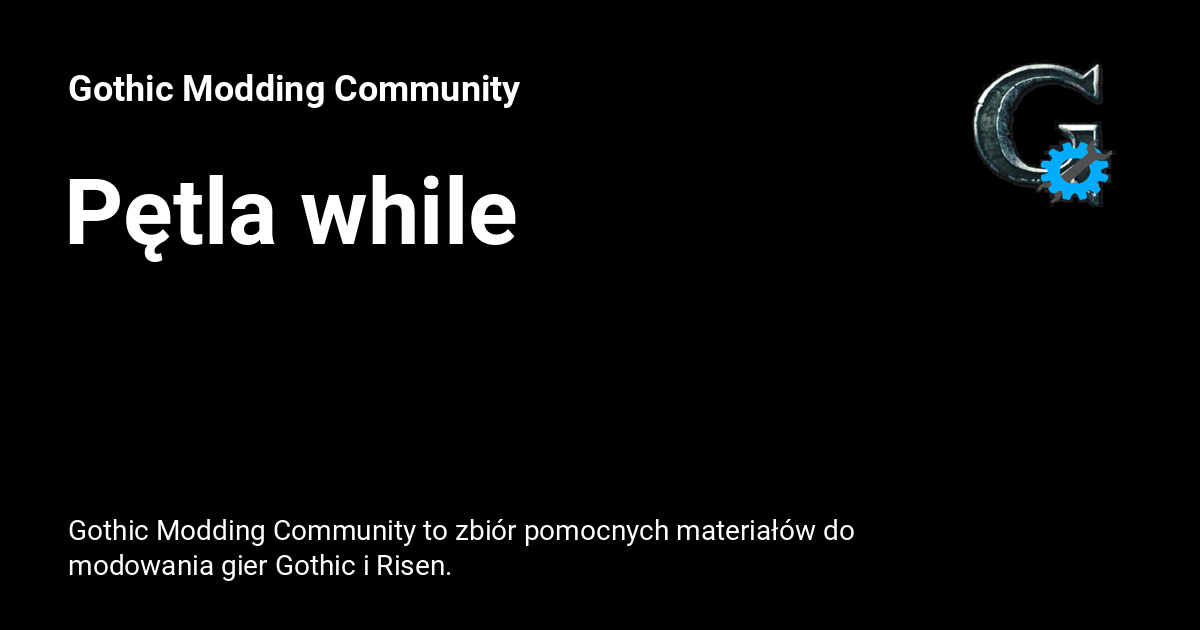 Gothic Modding Community
Pętla while
Gothic Modding Community to zbiór pomocnych materiałów do
modowania gier Gothic i Risen.